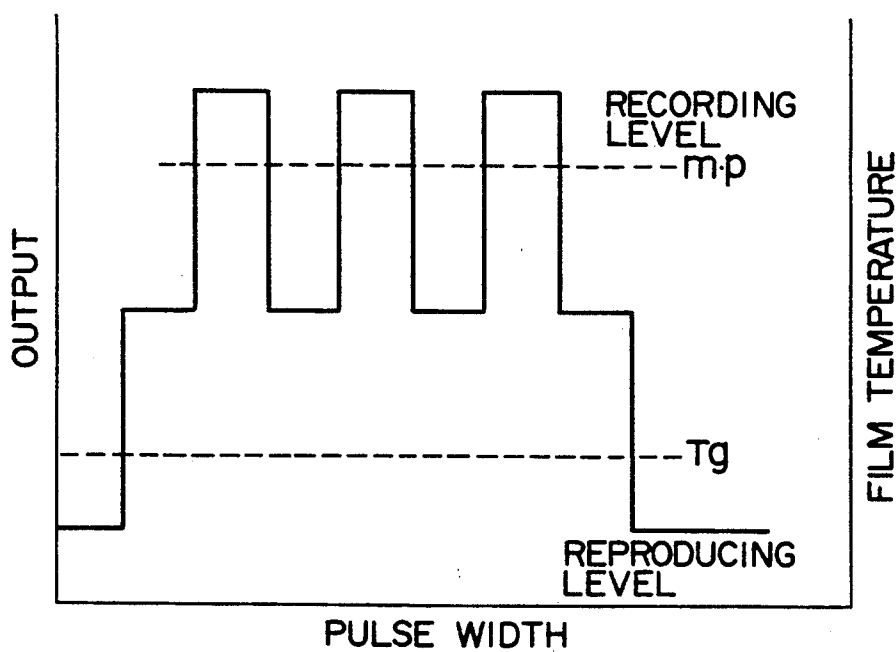 RECORDING
LEVEL
m·p
OUTPUT
FILM TEMPERATURE
Tg
REPRODUCING
LEVEL
PULSE WIDTH